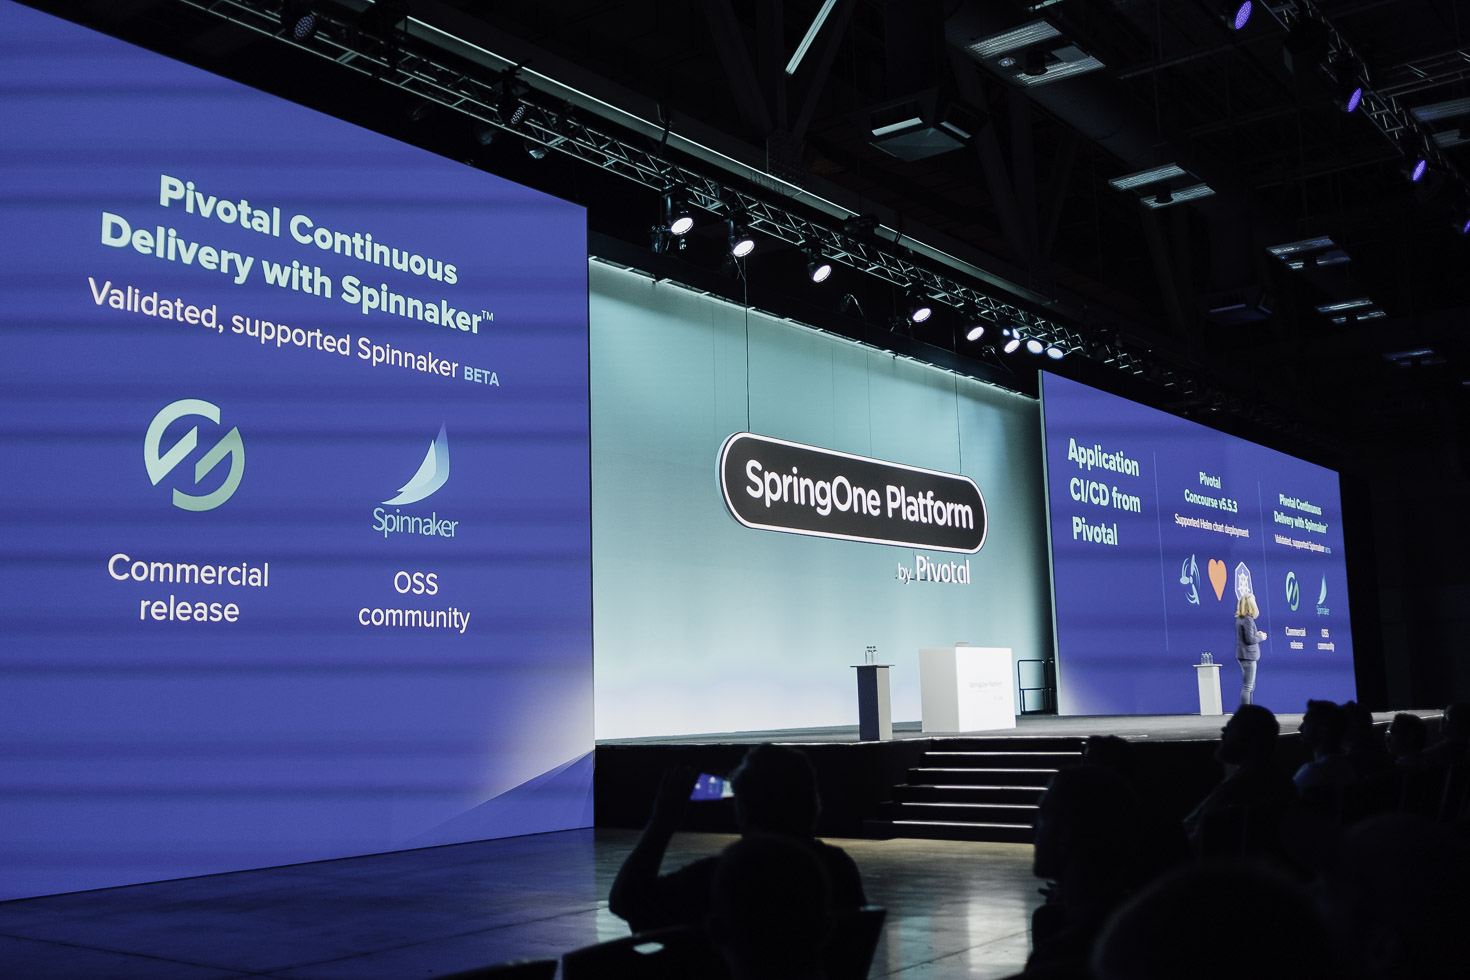 Pivotal Continuous
Delivery with Spinnaker™
Validated, supported Spinnaker BETA
Spinnaker
Commercial
release
OSS
community
SpringOne Platform
by Pivotal
Application
CI/CD from
Pivotal
Pivotal
Concourse v5.5.3
Supported Helm chart deployment
Pivotal Continuous
Delivery with Spinnaker™
Validated, supported Spinnaker BETA
Spinnaker
Commercial
release
OSS
community